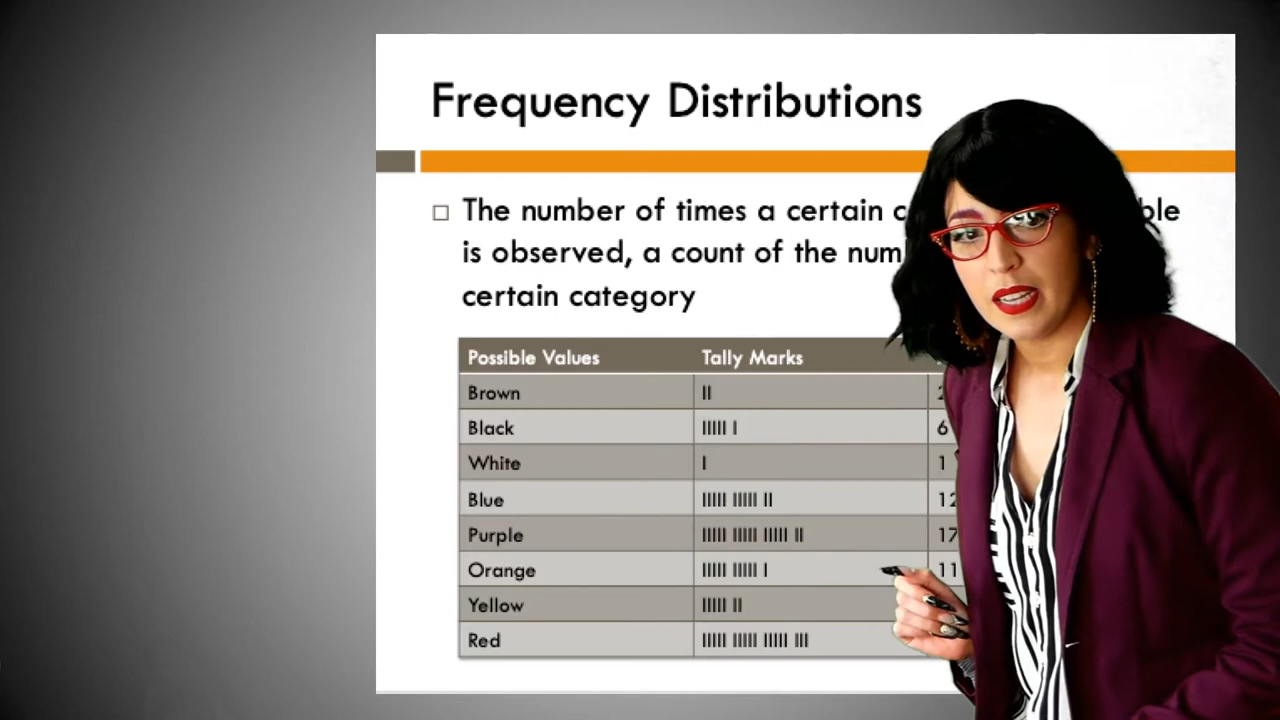 Frequency Distributions
The number of times a certain
is observed, a count of the
certain category
Possible Values Tally Marks
Brown II
Black IIIII I 6
White I 1
Blue IIIII IIIII II 12
Purple IIIII IIIII IIIII II 17
Orange IIIII IIIII I 11
Yellow IIIII II
Red IIIII IIIII IIIII III